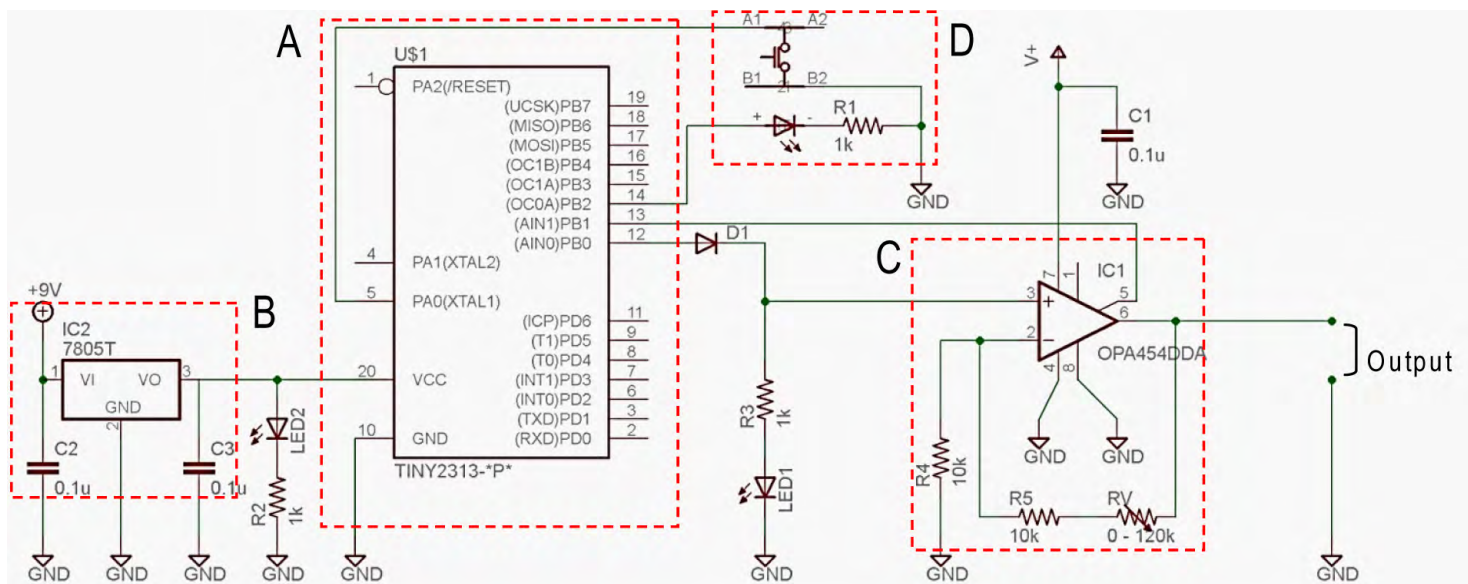 A
U$1
1
PA2(/RESET)
(UCSK)PB7
19
(MISO)PB6
18
(MOSI)PB5
17
(OC1B)PB4
16
(OC1A)PB3
15
(OC0A)PB2
14
(AIN1)PB1
13
(AIN0)PB0
12
4
PA1(XTAL2)
5
PA0(XTAL1)
(ICP)PD6
11
(T1)PD5
9
(T0)PD4
8
(INT1)PD3
7
(INT0)PD2
6
(TXD)PD1
3
(RXD)PD0
2
20
VCC
10
GND
TINY2313-*P*
GND
D
A1
A2
B1
B2
+
-
R1
1k
GND
V+
C1
0.1u
GND
D1
B
+9V
IC2
7805T
1
VI
VO
3
GND
2
C2
0.1u
C3
0.1u
GND
GND
GND
LED2
R2
1k
GND
R3
1k
LED1
GND
C
IC1
7
1
3
+
2
-
5
6
4
8
OPA454DDA
GND
GND
R4
10k
R5
10k
RV
0 - 120k
GND
Output
GND